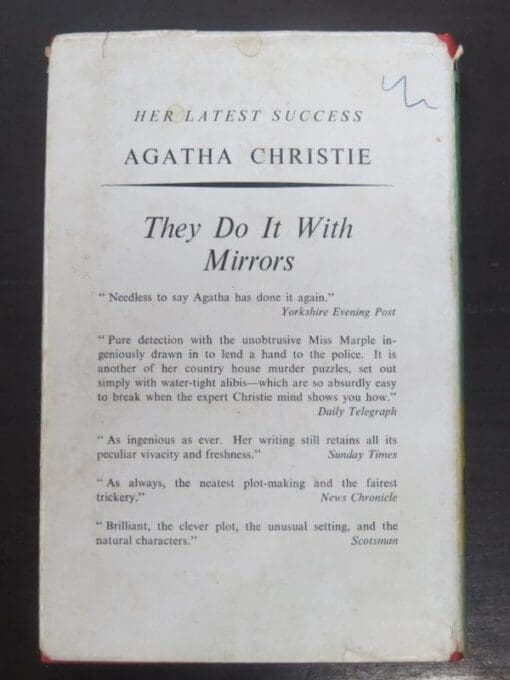 HER LATEST SUCCESS
AGATHA CHRISTIE
They Do It With
Mirrors
“ Needless to say Agatha has done it again.”
Yorkshire Evening Post
“ Pure detection with the unobtrusive Miss Marple in-
geniously drawn in to lend a hand to the police. It is
another of her country house murder puzzles, set out
simply with water-tight alibis—which are so absurdly easy
to break when the expert Christie mind shows you how.”
Daily Telegraph
“ As ingenious as ever. Her writing still retains all its
peculiar vivacity and freshness.” Sunday Times
“ As always, the neatest plot-making and the fairest
trickery.” News Chronicle
“ Brilliant, the clever plot, the unusual setting, and the
natural characters.” Scotsman